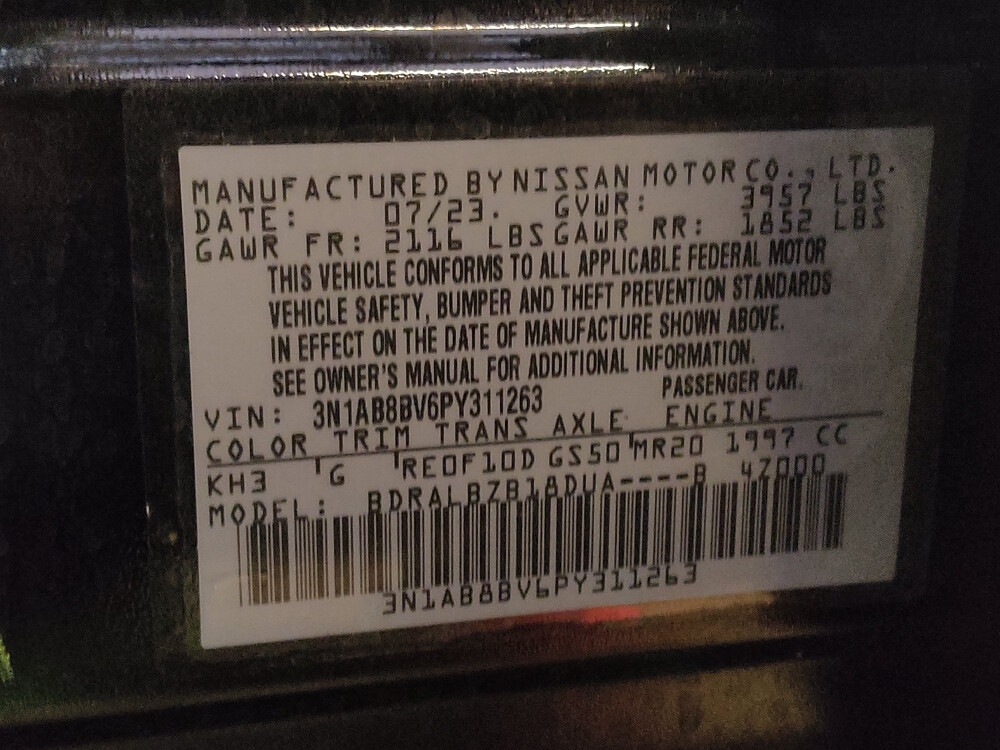 MANUFACTURED BY NISSAN MOTOR CO., LTD.
DATE: 07/23. GVWR: 3957 LBS
GAWR FR: 2116 LBS GAWR RR: 1852 LBS
THIS VEHICLE CONFORMS TO ALL APPLICABLE FEDERAL MOTOR
VEHICLE SAFETY, BUMPER AND THEFT PREVENTION STANDARDS
IN EFFECT ON THE DATE OF MANUFACTURE SHOWN ABOVE.
SEE OWNER'S MANUAL FOR ADDITIONAL INFORMATION.
VIN: 3N1AB8BV6PY311263 PASSENGER CAR.
COLOR TRIM TRANS AXLE ENGINE
KH3 G RE0F10D GS50 MR20 1997 CC
MODEL: BDRALBZB18DUA----B 4Z000
3N1AB8BV6PY311263